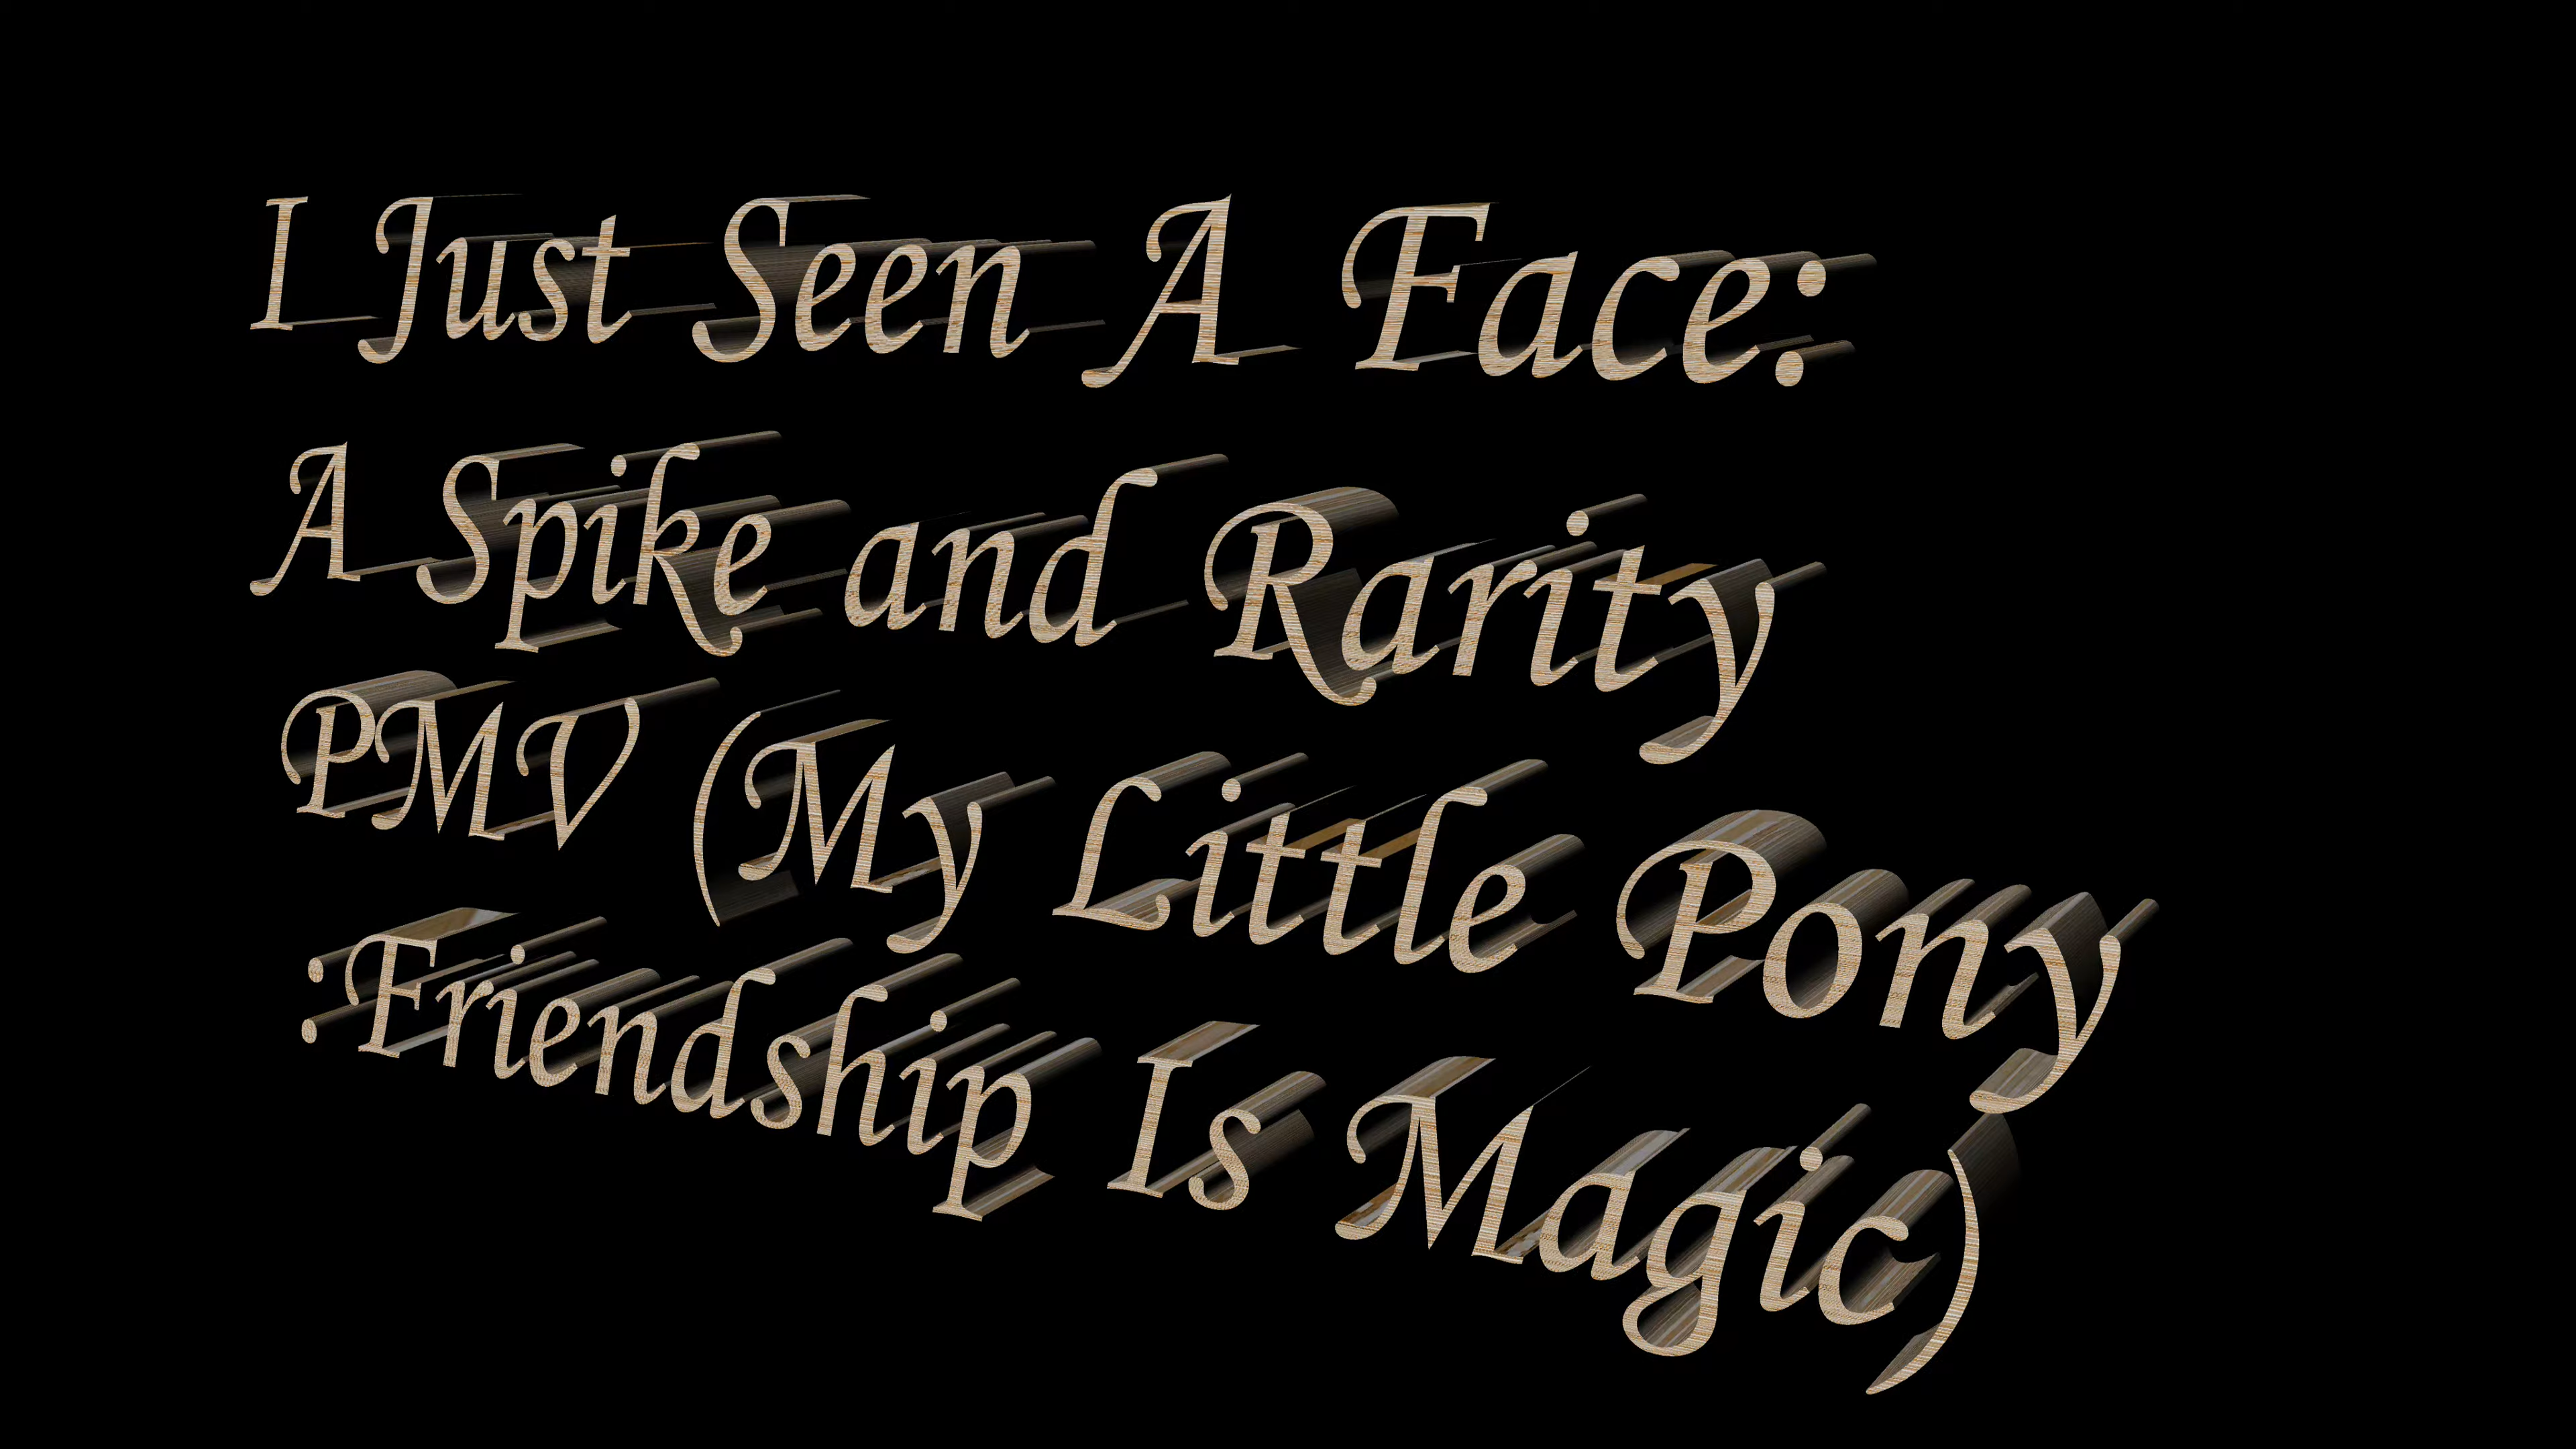 I Just Seen A Face:
A Spike and Rarity
PMV (My Little Pony
:Friendship Is Magic)